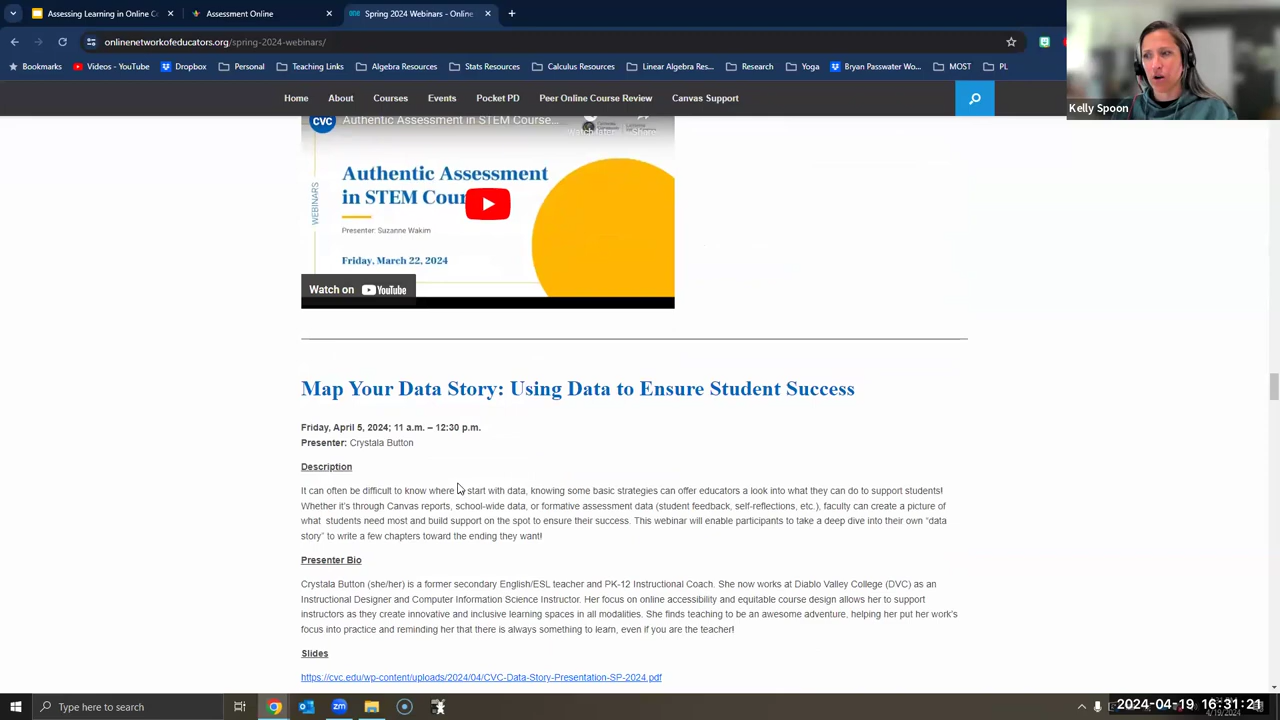 Assessing Learning in Online C
Assessment Online
Spring 2022 Webinars - Online
onlinenetworkofeducators.org/spring-2024-webinars/
Bookmarks
Videos - YouTube
Dropbox
Personal
Teaching Links
Calculus Resources
Stats Resources
Linear Algebra Res...
Research
Yoga
Bryan Passwater Wo...
MOST
PL
Home
About
Courses
Events
Pocket PD
Peer Online Course Review
Canvas Support
Kelly Spoon
CVC
Authentic Assessment in STEM Course...
Watch later
Share
WEBINARS
Authentic Assessment
in STEM Cour
Presenter: Suzanne Wakim
Friday, March 22, 2024
Watch on YouTube
Map Your Data Story: Using Data to Ensure Student Success
Friday, April 5, 2024; 11 a.m. – 12:30 p.m.
Presenter: Crystala Button
Description
It can often be difficult to know where to start with data, knowing some basic strategies can offer educators a look into what they can do to support students!
Whether it's through Canvas reports, school-wide data, or formative assessment data (student feedback, self-reflections, etc.), faculty can create a picture of
what students need most and build support on the spot to ensure their success. This webinar will enable participants to take a deep dive into their own “data
story” to write a few chapters toward the ending they want!
Presenter Bio
Crystala Button (she/her) is a former secondary English/ESL teacher and PK-12 Instructional Coach. She now works at Diablo Valley College (DVC) as an
Instructional Designer and Computer Information Science Instructor. Her focus on online accessibility and equitable course design allows her to support
instructors as they create innovative and inclusive learning spaces in all modalities. She finds teaching to be an awesome adventure, helping her put her work's
focus into practice and reminding her that there is always something to learn, even if you are the teacher!
Slides
https://cvc.edu/wp-content/uploads/2024/04/CVC-Data-Story-Presentation-SP-2024.pdf
Type here to search
2024-04-19 16:31:21